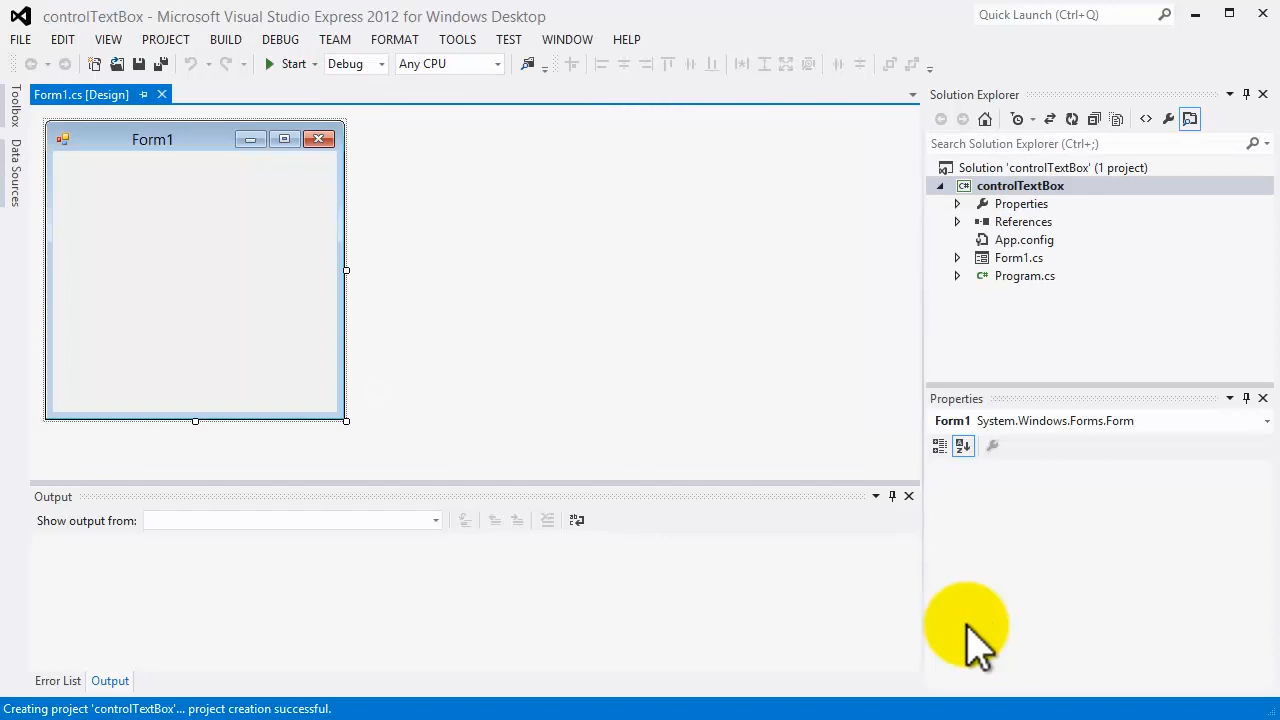 controlTextBox - Microsoft Visual Studio Express 2012 for Windows Desktop
Quick Launch (Ctrl+Q)
FILE EDIT VIEW PROJECT BUILD DEBUG TEAM FORMAT TOOLS TEST WINDOW HELP
Start Debug Any CPU
Toolbox
Data Sources
Form1.cs [Design]
Form1
Solution Explorer
Search Solution Explorer (Ctrl+;)
Solution 'controlTextBox' (1 project)
controlTextBox
Properties
References
App.config
Form1.cs
Program.cs
Properties
Form1 System.Windows.Forms.Form
Output
Show output from:
Error List Output
Creating project 'controlTextBox'... project creation successful.